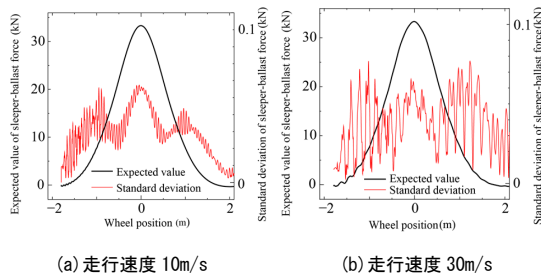 Expected value of sleeper-ballast force (kN)
30
20
10
0
−2
0
2
Wheel position (m)
0.1
0
Standard deviation of sleeper-ballast force (kN)
Expected value
Standard deviation
(a) 走行速度 10m/s
Expected value of sleeper-ballast force (kN)
30
20
10
0
−2
0
2
Wheel position (m)
0.1
0
Standard deviation of sleeper-ballast force (kN)
Expected value
Standard deviation
(b) 走行速度 30m/s